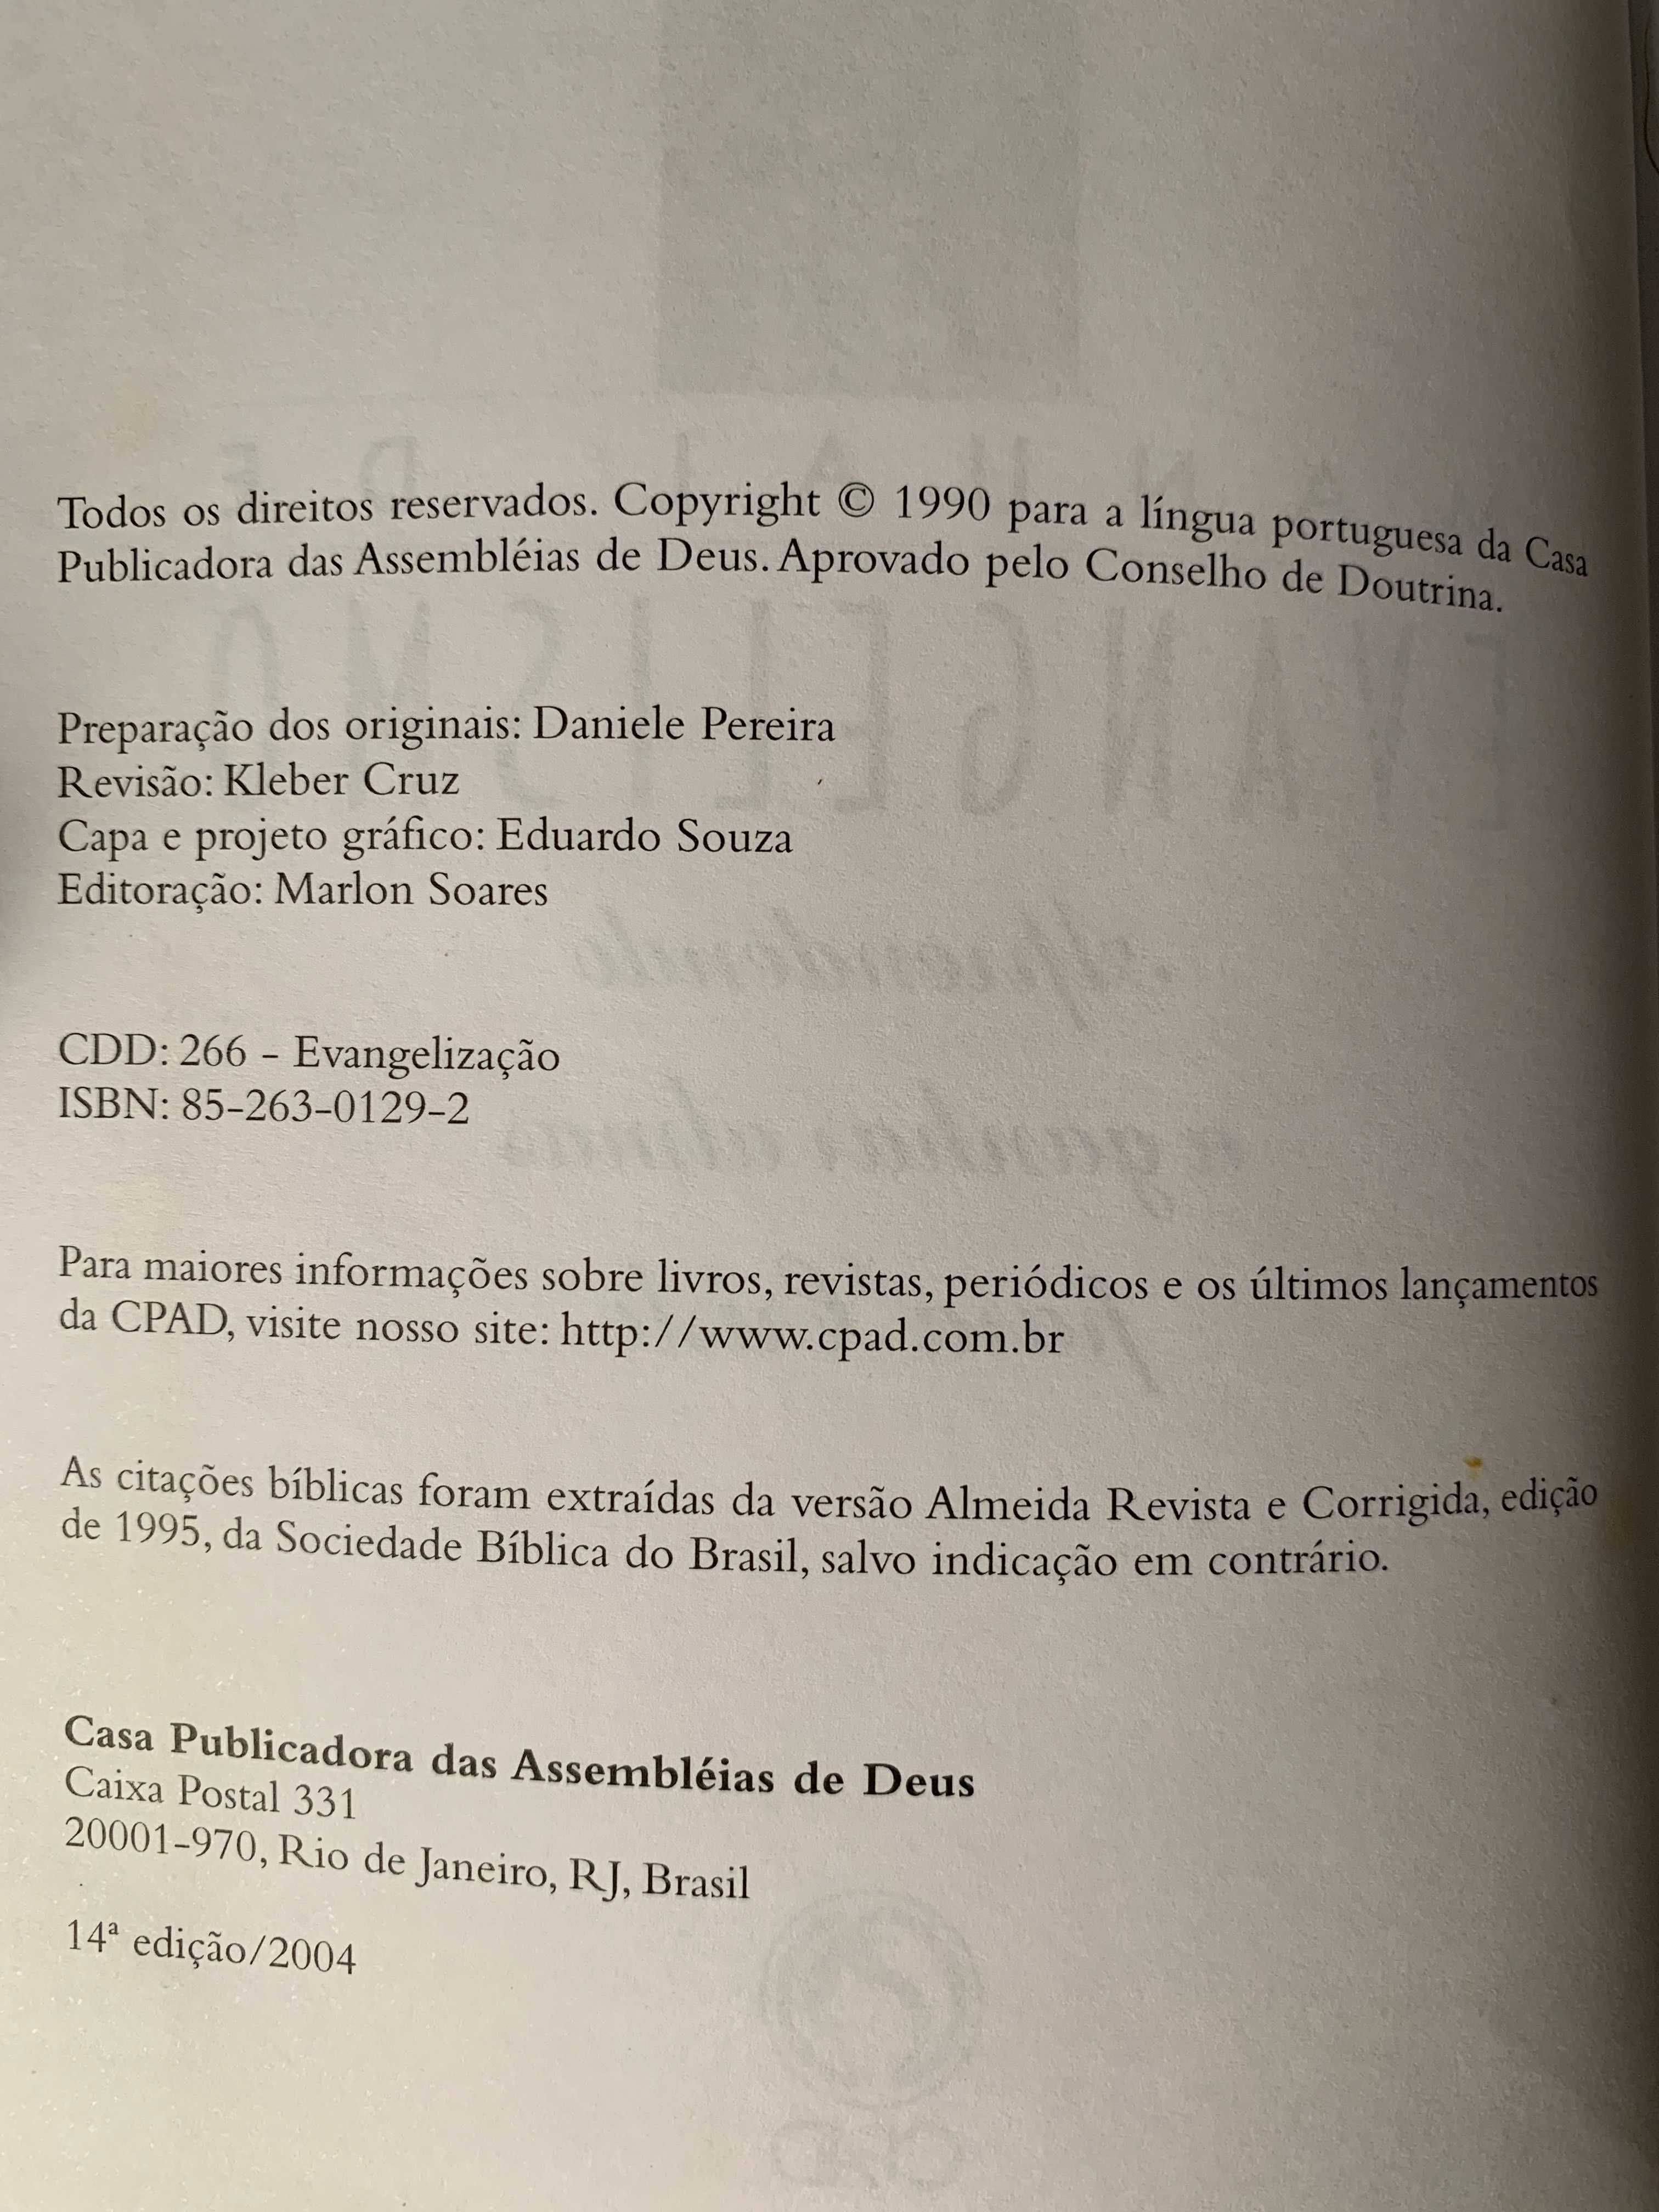 Todos os direitos reservados. Copyright © 1990 para a língua portuguesa da Casa
Publicadora das Assembléias de Deus. Aprovado pelo Conselho de Doutrina.
Preparação dos originais: Daniele Pereira
Revisão: Kleber Cruz
Capa e projeto gráfico: Eduardo Souza
Editoração: Marlon Soares
CDD: 266 – Evangelização
ISBN: 85-263-0129-2
Para maiores informações sobre livros, revistas, periódicos e os últimos lançamentos
da CPAD, visite nosso site: http://www.cpad.com.br
As citações bíblicas foram extraídas da versão Almeida Revista e Corrigida, edição
de 1995, da Sociedade Bíblica do Brasil, salvo indicação em contrário.
Casa Publicadora das Assembléias de Deus
Caixa Postal 331
20001-970, Rio de Janeiro, RJ, Brasil
14ª edição/2004